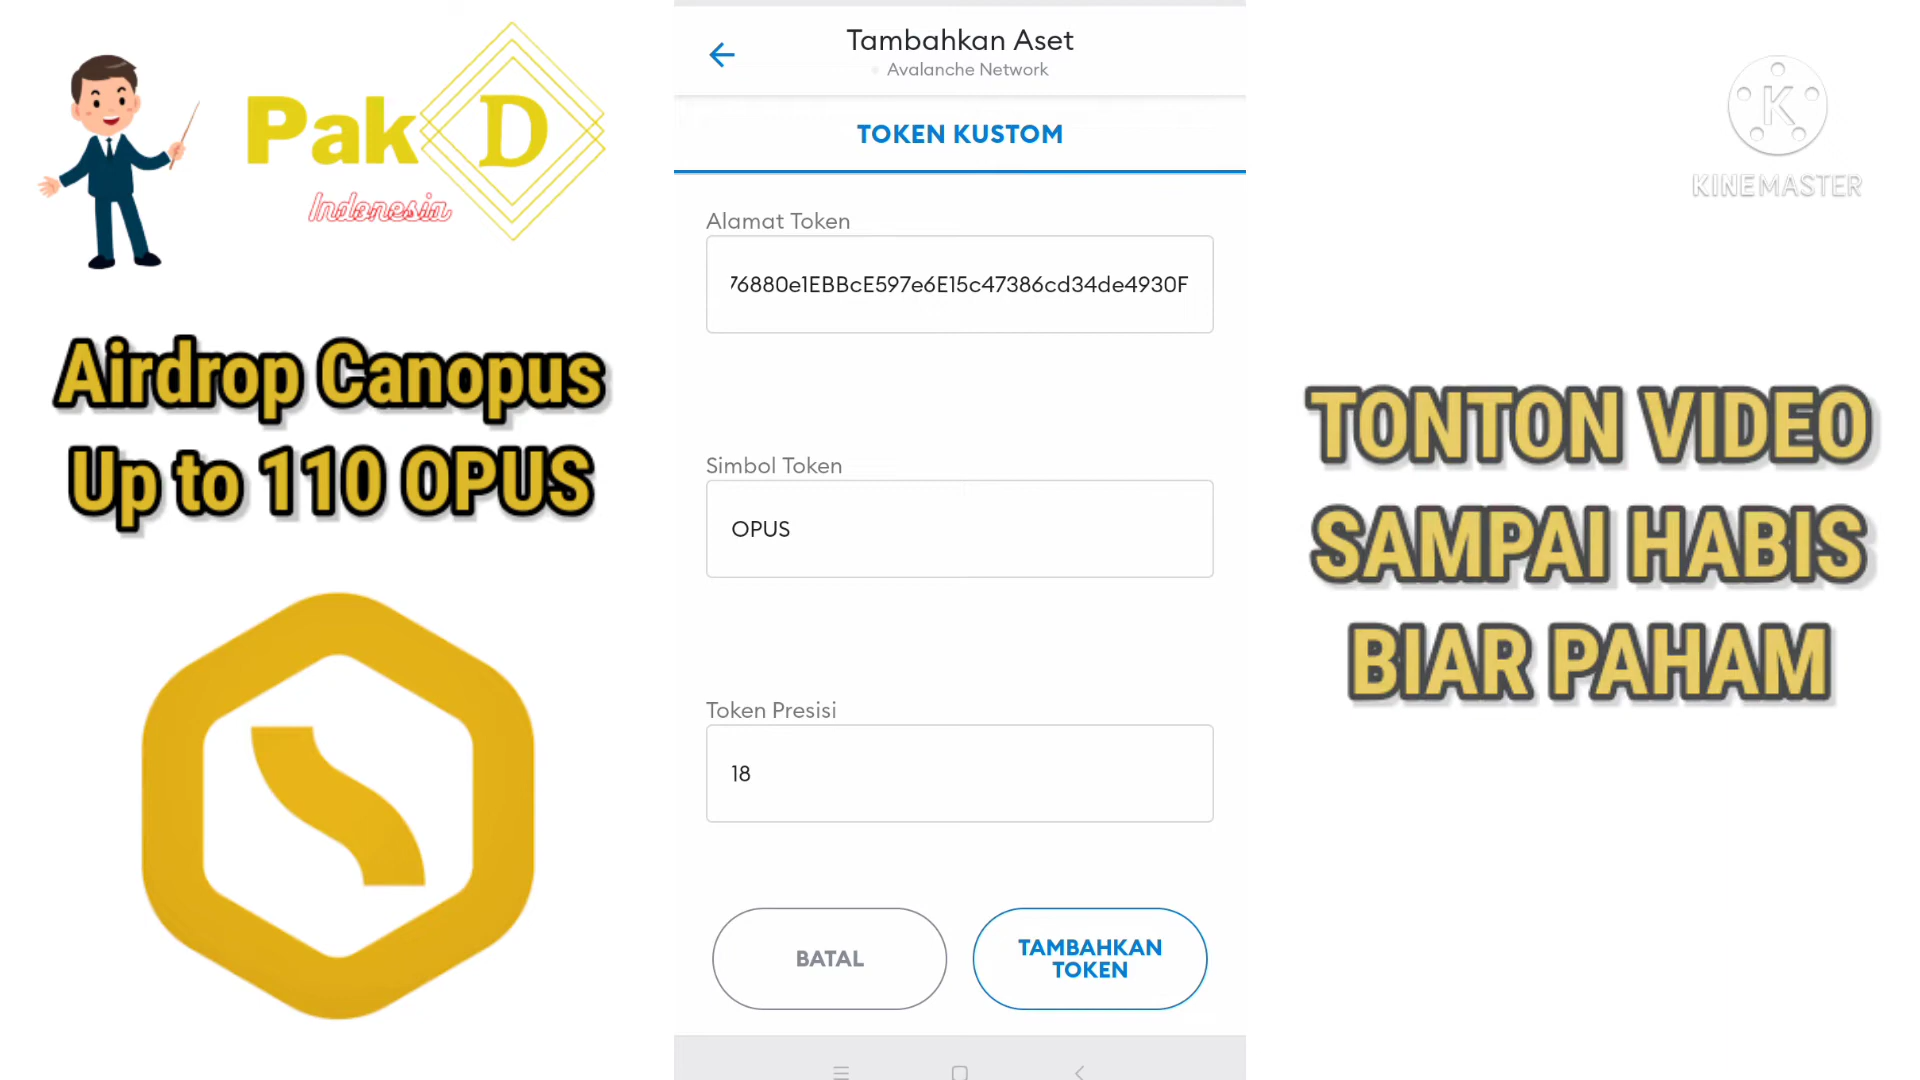 Pak D
Indonesia
Airdrop Canopus
Up to 110 OPUS
Tambahkan Aset
Avalanche Network
TOKEN KUSTOM
Alamat Token
76880e1EBBcE597e6E15c47386cd34de4930F
Simbol Token
OPUS
Token Presisi
18
BATAL
TAMBAHKAN
TOKEN
K
KINEMASTER
TONTON VIDEO
SAMPAI HABIS
BIAR PAHAM